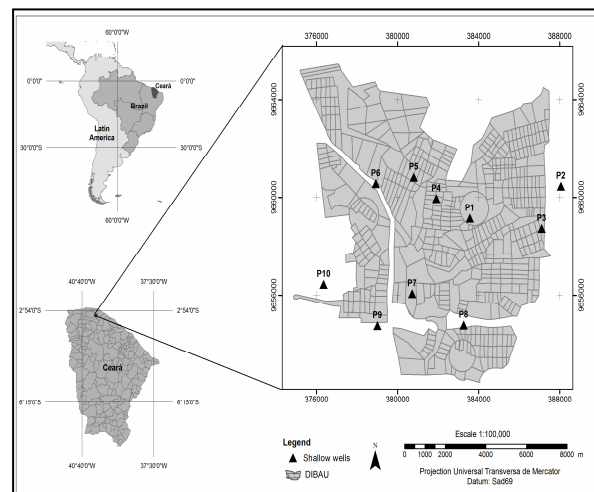 60°0'0"W
0°0'0"
Ceará
0°0'0"
Brasil
Latin
America
30°0'0"S
30°0'0"S
60°0'0"W
40°40'0"W
37°30'0"W
2°54'0"S
2°54'0"S
Ceará
6°15'0"S
6°15'0"S
40°40'0"W
37°30'0"W
376000
380000
384000
388000
9664000
9664000
P5
P6
P2
P4
9660000
9660000
P1
P3
P10
P7
9656000
9656000
P8
P9
376000
380000
384000
388000
Legend
Shallow wells
DIBAU
N
Escale 1:100,000
0
1000
2000
4000
6000
8000
m
Projection Universal Transversa de Mercator
Datum: Sad69